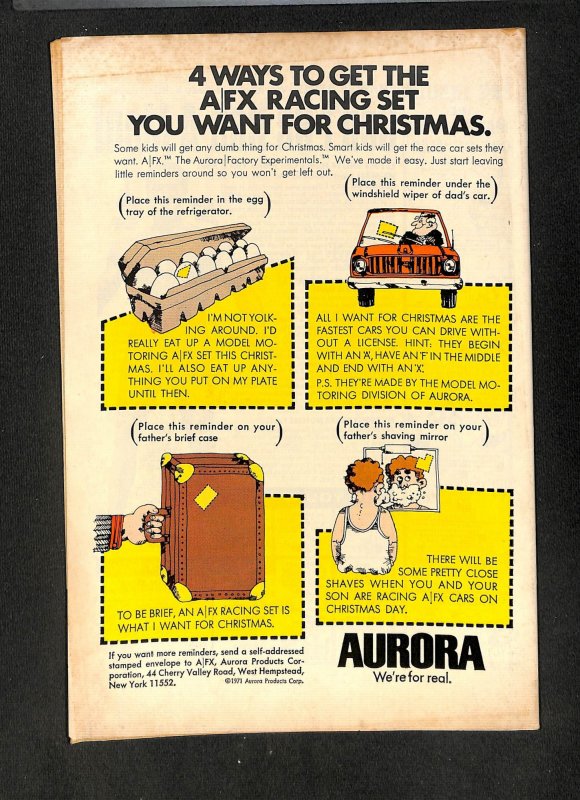 4 WAYS TO GET THE
A|FX RACING SET
YOU WANT FOR CHRISTMAS.
Some kids will get any dumb thing for Christmas. Smart kids will get the race car sets they
want. A|FX.™ The Aurora|Factory Experimentals.™ We've made it easy. Just start leaving
little reminders around so you won't get left out.
(Place this reminder in the egg
tray of the refrigerator.)
(Place this reminder under the
windshield wiper of dad's car.)
I'M NOT YOLK-
ING AROUND. I'D
REALLY EAT UP A MODEL MO-
TORING A|FX SET THIS CHRIST-
MAS. I'LL ALSO EAT UP ANY-
THING YOU PUT ON MY PLATE
UNTIL THEN.
ALL I WANT FOR CHRISTMAS ARE THE
FASTEST CARS YOU CAN DRIVE WITH-
OUT A LICENSE. HINT: THEY BEGIN
WITH AN 'A', HAVE AN 'F' IN THE MIDDLE
AND END WITH AN 'X'.
P.S. THEY'RE MADE BY THE MODEL MO-
TORING DIVISION OF AURORA.
(Place this reminder on your
father's brief case)
(Place this reminder on your
father's shaving mirror)
TO BE BRIEF, AN A|FX RACING SET IS
WHAT I WANT FOR CHRISTMAS.
THERE WILL BE
SOME PRETTY CLOSE
SHAVES WHEN YOU AND YOUR
SON ARE RACING A|FX CARS ON
CHRISTMAS DAY.
If you want more reminders, send a self-addressed
stamped envelope to A|FX, Aurora Products Cor-
poration, 44 Cherry Valley Road, West Hempstead,
New York 11552.
©1971 Aurora Products Corp.
AURORA
We're for real.